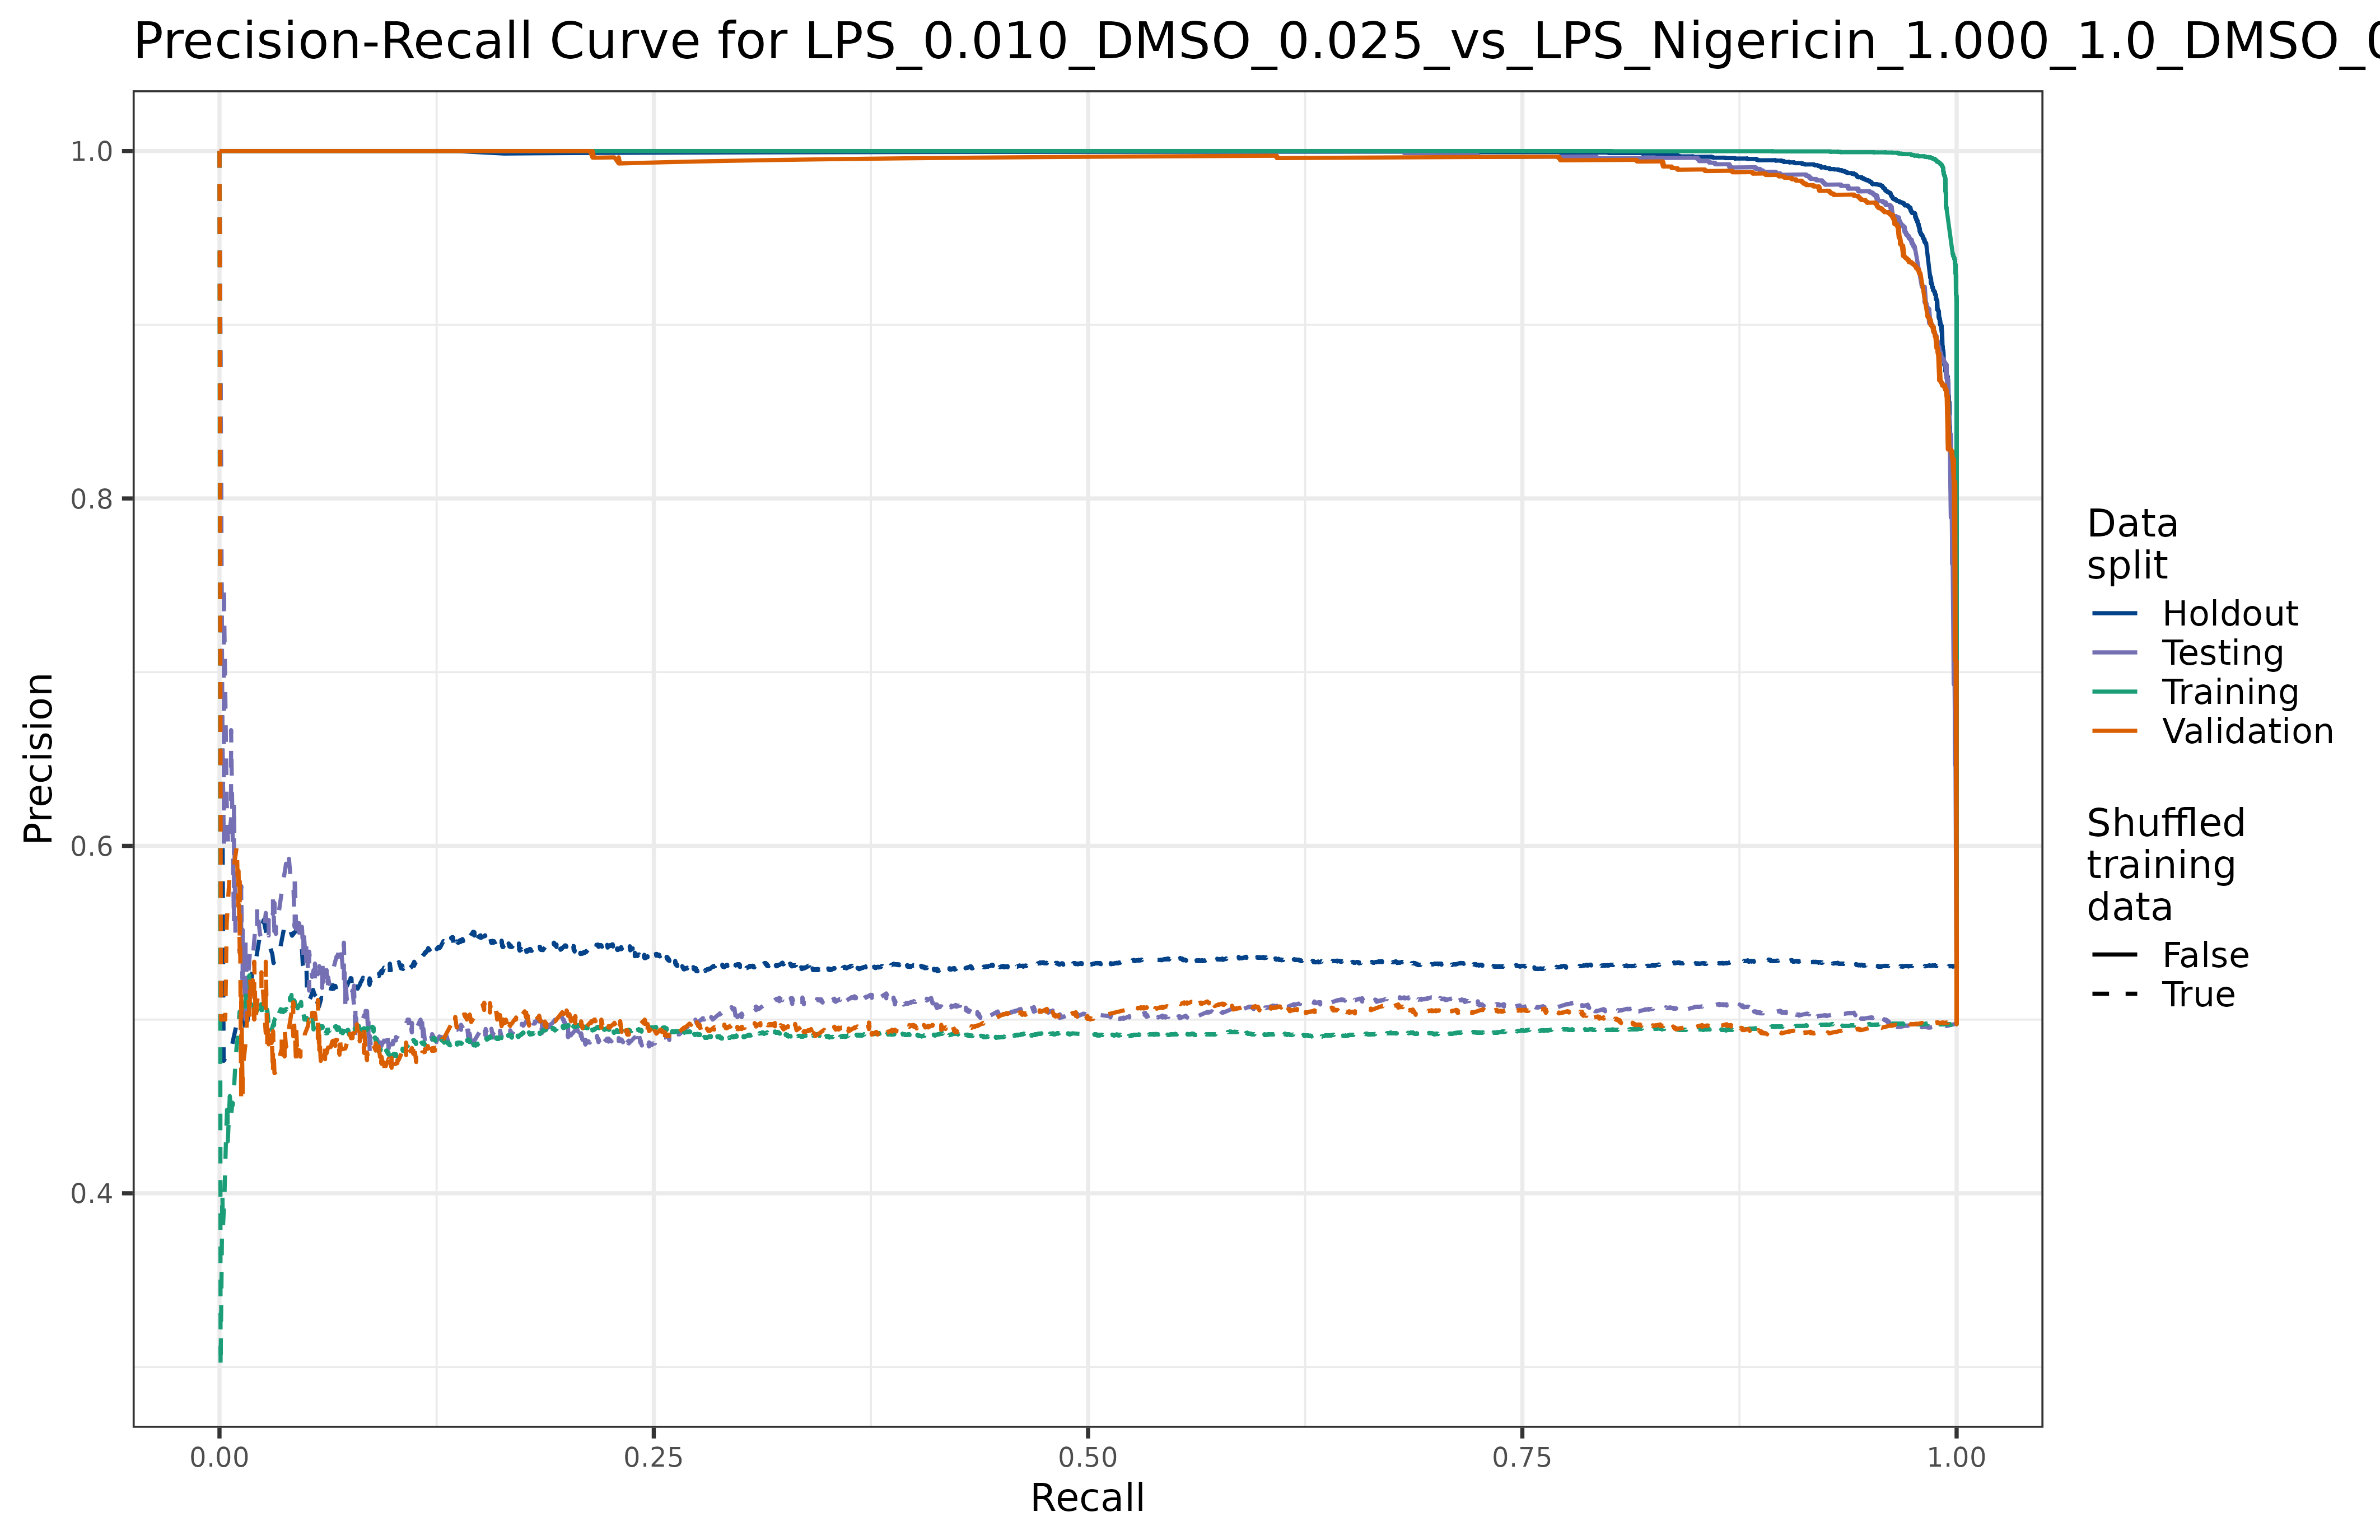 Precision-Recall Curve for LPS_0.010_DMSO_0.025_vs_LPS_Nigericin_1.000_1.0_DMSO_0
1.0
0.8
0.6
0.4
Precision
0.00
0.25
0.50
0.75
1.00
Recall
Data
split
Holdout
Testing
Training
Validation
Shuffled
training
data
False
True